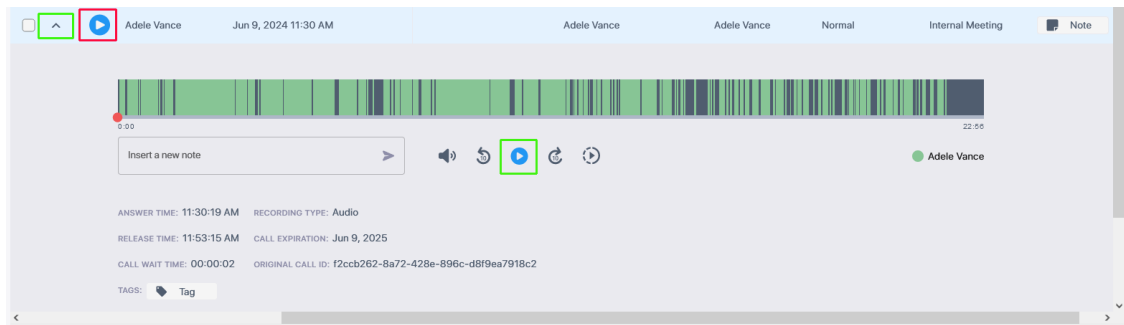 Adele Vance Jun 9, 2024 11:30 AM Adele Vance Adele Vance Normal Internal Meeting Note
0:00 22:56
Insert a new note 10 10 Adele Vance
ANSWER TIME: 11:30:19 AM RECORDING TYPE: Audio
RELEASE TIME: 11:53:15 AM CALL EXPIRATION: Jun 9, 2025
CALL WAIT TIME: 00:00:02 ORIGINAL CALL ID: f2ccb262-8a72-428e-896c-d8f9ea7918c2
TAGS: Tag